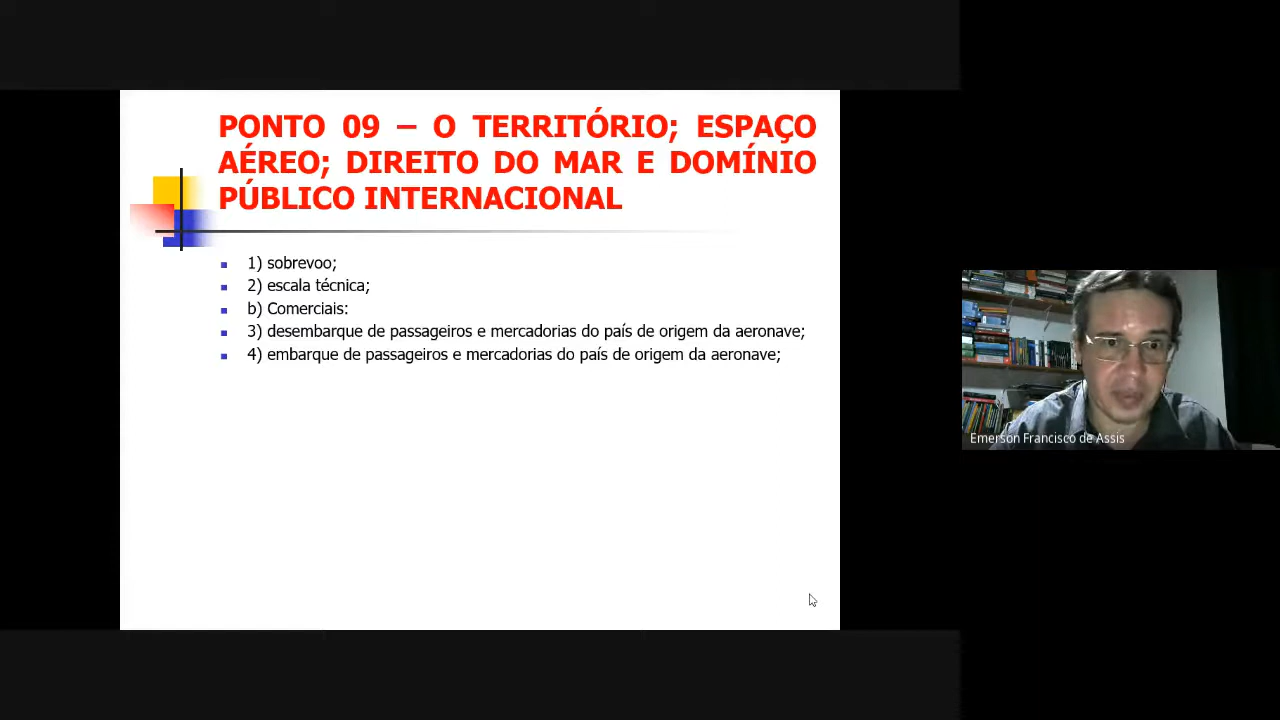 PONTO 09 – O TERRITÓRIO; ESPAÇO
AÉREO; DIREITO DO MAR E DOMÍNIO
PÚBLICO INTERNACIONAL
1) sobrevoo;
2) escala técnica;
b) Comerciais:
3) desembarque de passageiros e mercadorias do país de origem da aeronave;
4) embarque de passageiros e mercadorias do país de origem da aeronave;
Emerson Francisco de Assis